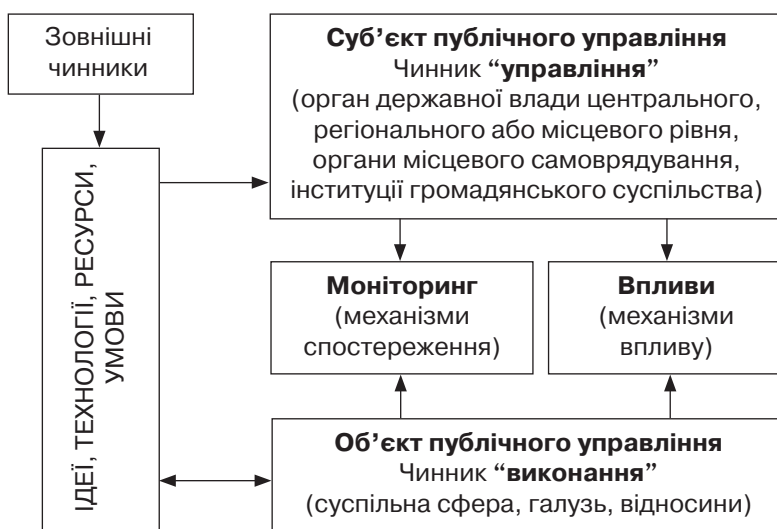 Зовнішні
чинники
Суб’єкт публічного управління
Чинник “управління”
(орган державної влади центрального,
регіонального або місцевого рівня,
органи місцевого самоврядування,
інституції громадянського суспільства)
ІДЕЇ, ТЕХНОЛОГІЇ, РЕСУРСИ,
УМОВИ
Моніторинг
(механізми
спостереження)
Впливи
(механізми
впливу)
Об’єкт публічного управління
Чинник “виконання”
(суспільна сфера, галузь, відносини)